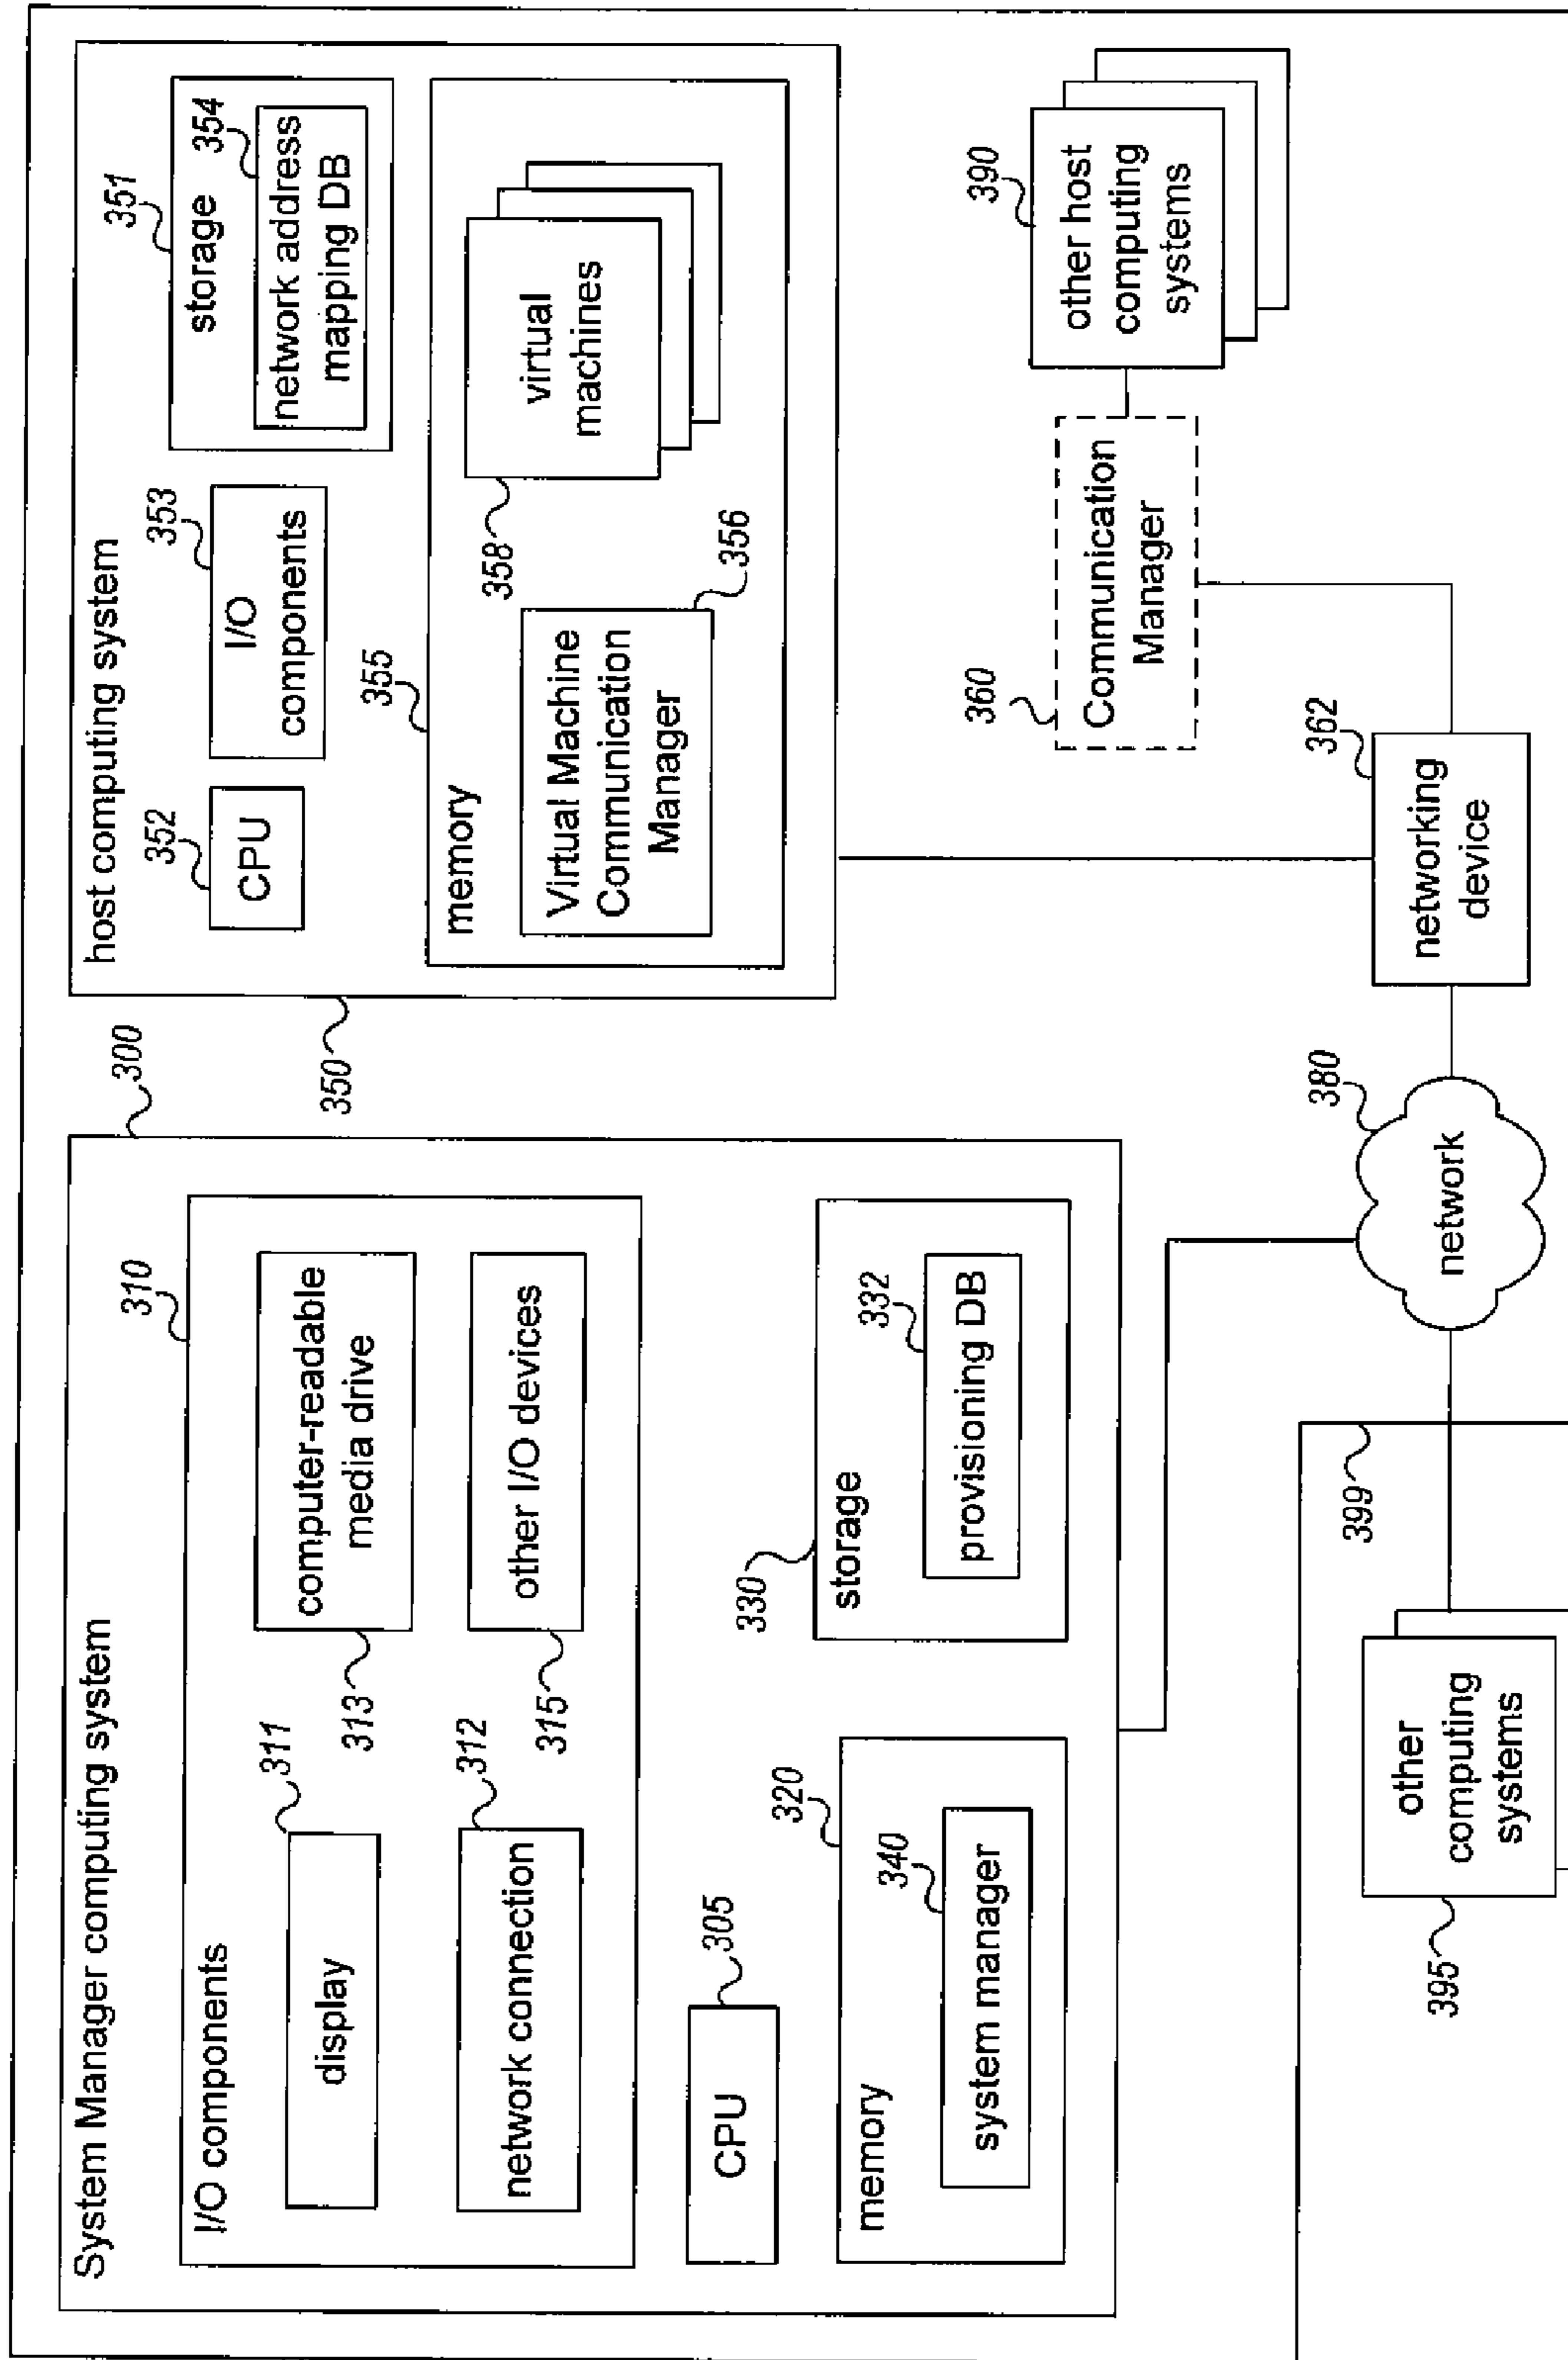 System Manager computing system
300
I/O components
310
311
display
313
computer-readable
media drive
312
network connection
315
other I/O devices
CPU
305
320
memory
340
system manager
330
storage
332
provisioning DB
host computing system
350
352
CPU
353
I/O
components
351
storage
354
network address
mapping DB
355
memory
Virtual Machine
Communication
Manager
356
358
virtual
machines
360
Communication
Manager
390
other host
computing
systems
362
networking
device
380
network
399
395
other
computing
systems